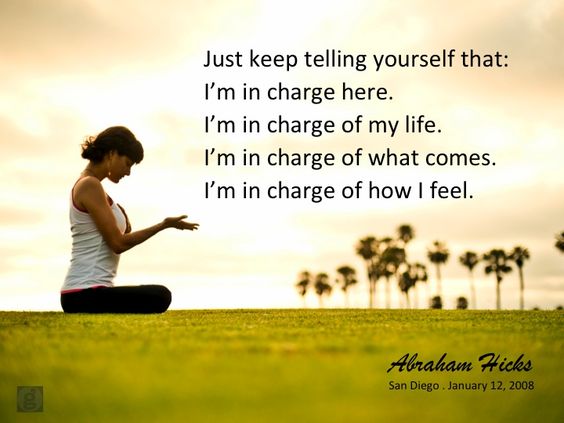 Just keep telling yourself that:
I’m in charge here.
I’m in charge of my life.
I’m in charge of what comes.
I’m in charge of how I feel.
Abraham Hicks
San Diego . January 12, 2008
g